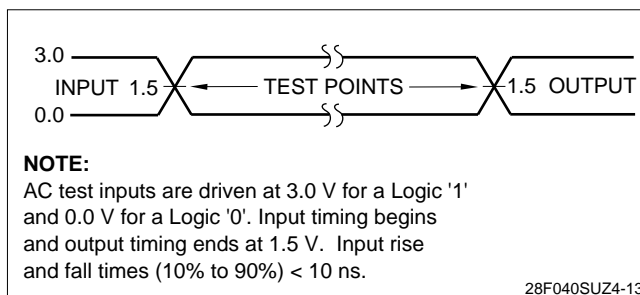 3.0
INPUT 1.5 TEST POINTS 1.5 OUTPUT
0.0
NOTE:
AC test inputs are driven at 3.0 V for a Logic '1'
and 0.0 V for a Logic '0'. Input timing begins
and output timing ends at 1.5 V. Input rise
and fall times (10% to 90%) < 10 ns.
28F040SUZ4-13